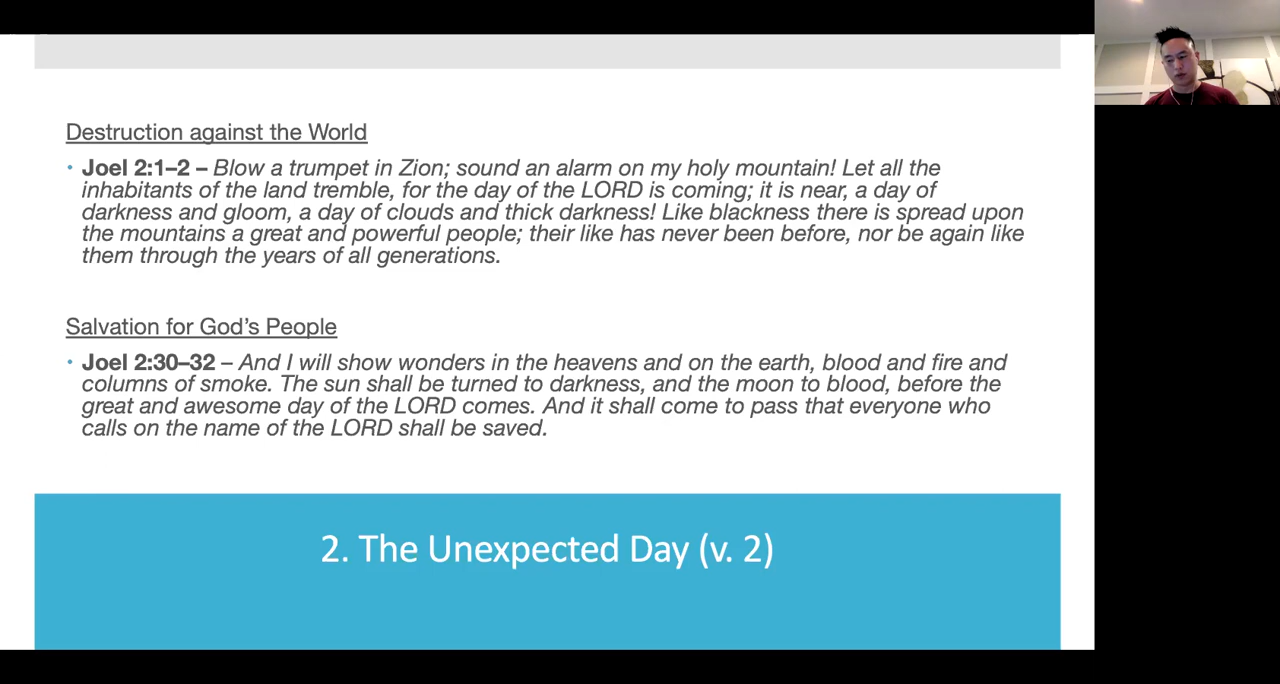 Destruction against the World
• Joel 2:1–2 – Blow a trumpet in Zion; sound an alarm on my holy mountain! Let all the
inhabitants of the land tremble, for the day of the LORD is coming; it is near, a day of
darkness and gloom, a day of clouds and thick darkness! Like blackness there is spread upon
the mountains a great and powerful people; their like has never been before, nor be again like
them through the years of all generations.
Salvation for God’s People
• Joel 2:30–32 – And I will show wonders in the heavens and on the earth, blood and fire and
columns of smoke. The sun shall be turned to darkness, and the moon to blood, before the
great and awesome day of the LORD comes. And it shall come to pass that everyone who
calls on the name of the LORD shall be saved.
2. The Unexpected Day (v. 2)